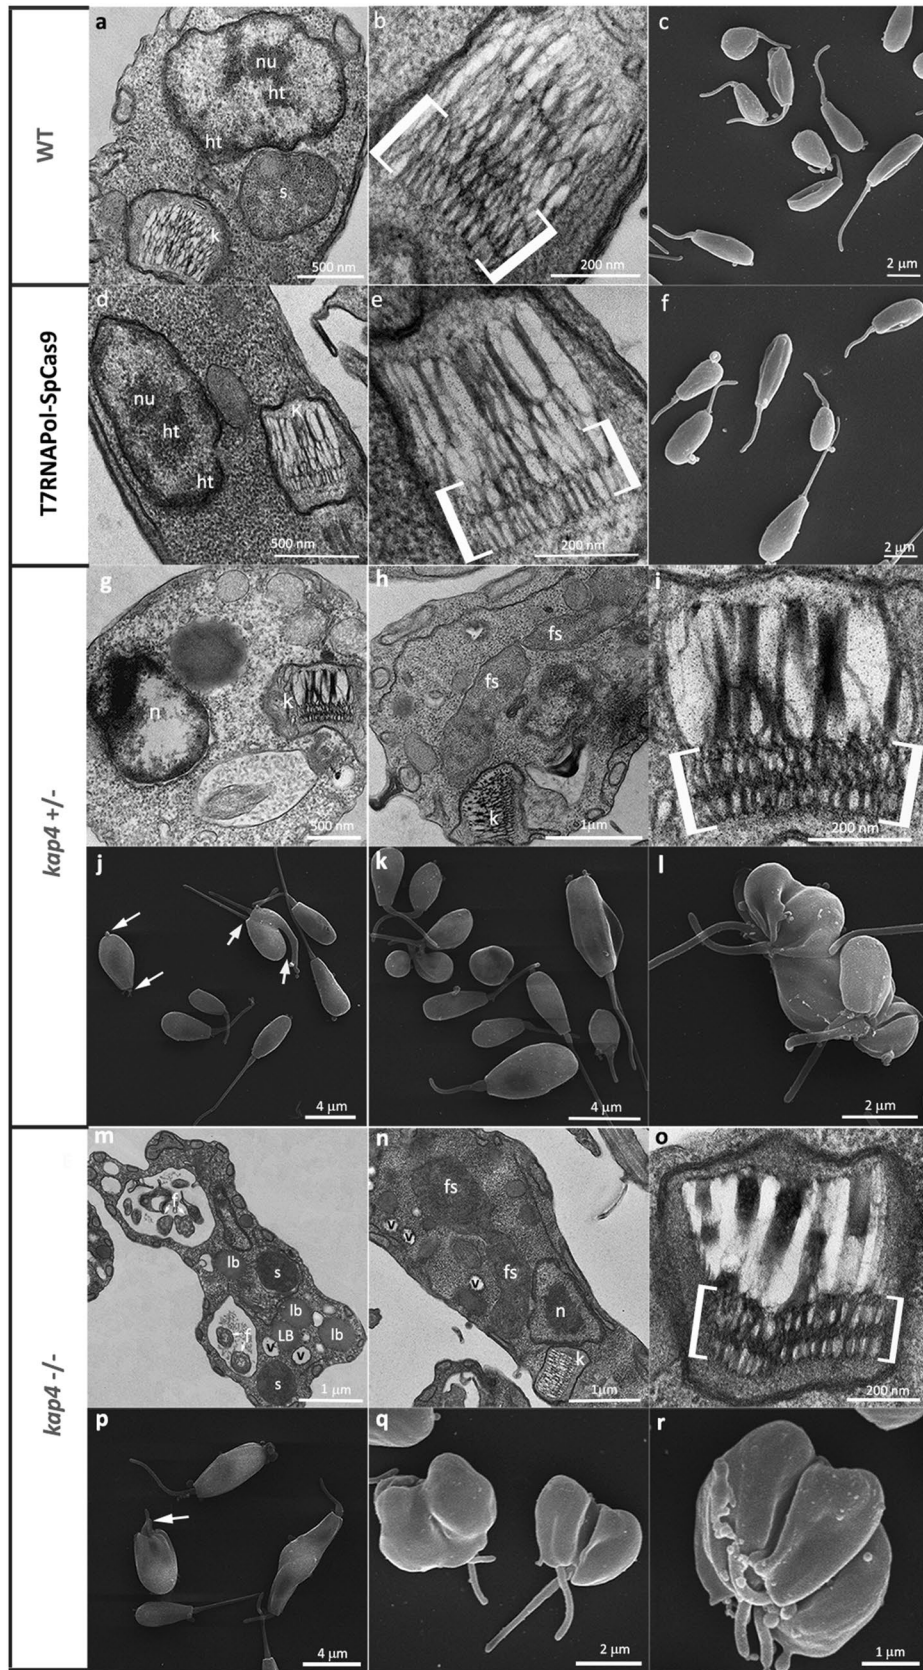 WT
a
nu
ht
ht
s
k
500 nm
b
200 nm
c
2 µm
T7RNAPol-SpCas9
d
nu
ht
ht
K
500 nm
e
200 nm
f
2 µm
kap4 +/-
g
n
k
500 nm
h
fs
fs
k
1µm
i
200 nm
j
4 µm
k
4 µm
l
2 µm
kap4 -/-
m
f
lb
s
lb
f
LB
lb
v
v
s
1 µm
n
fs
v
v
fs
v
n
k
1µm
o
200 nm
p
4 µm
q
2 µm
r
1 µm